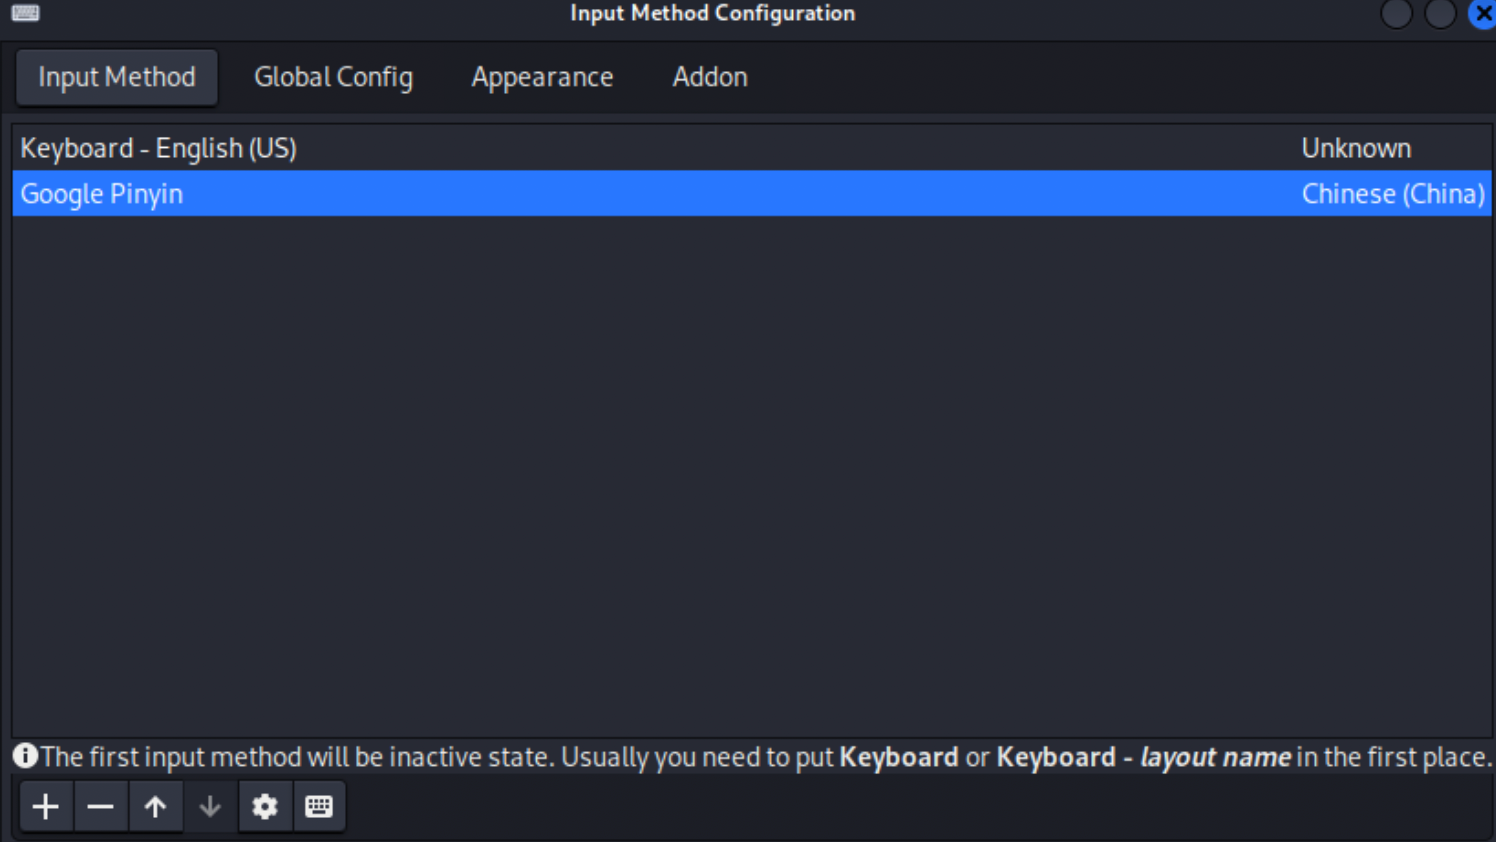 Input Method Configuration
Input Method Global Config Appearance Addon
Keyboard - English (US) Unknown
Google Pinyin Chinese (China)
The first input method will be inactive state. Usually you need to put Keyboard or Keyboard - layout name in the first place.